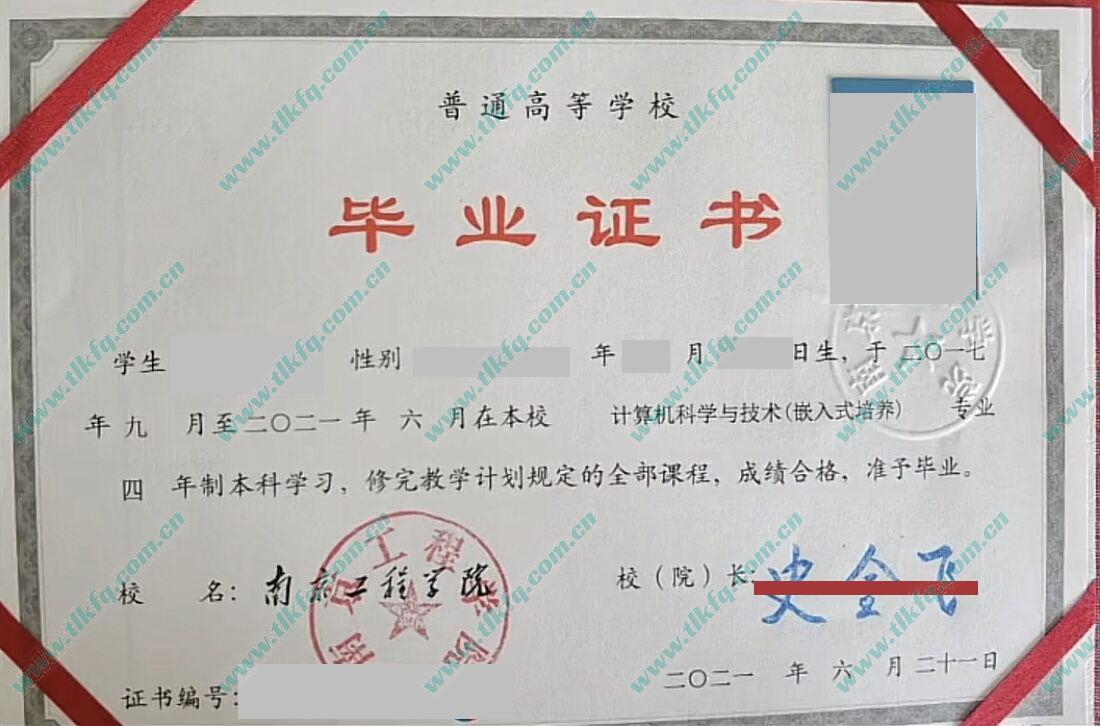 普通高等学校
毕业证书
学生 性别 年 月 日生，于 二〇一七
年 九 月至 二〇二一 年 六 月在本校 计算机科学与技术(嵌入式培养) 专业
四 年制本科学习，修完教学计划规定的全部课程，成绩合格，准予毕业。
校 名： 南京工程学院 校（院）长： 史金飞
二〇二一 年 六 月 二十一日
证书编号：
www.tlkfq.com.cn